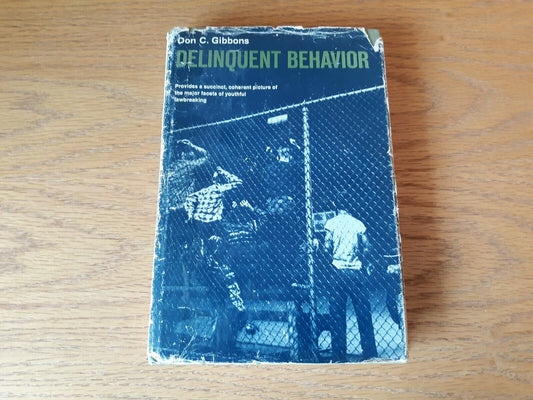 Don C. Gibbons
DELINQUENT BEHAVIOR
Provides a succinct, coherent picture of
the major facets of youthful
lawbreaking